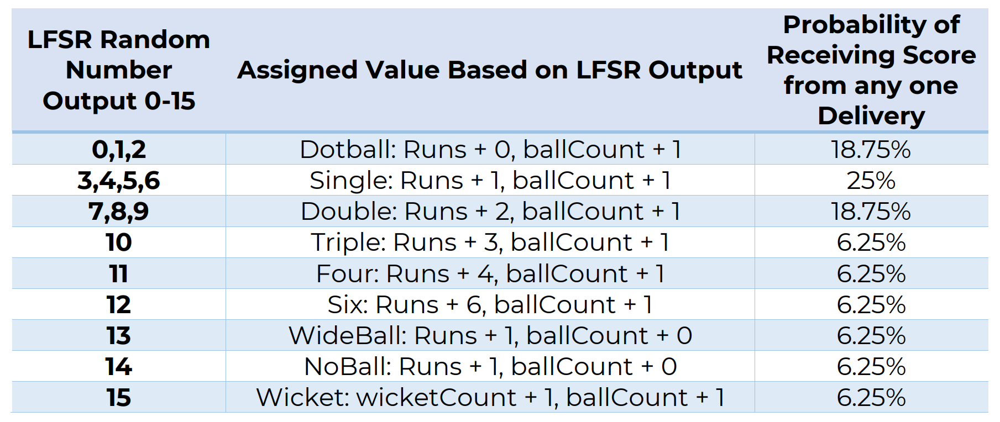 LFSR Random
Number
Output 0-15
Assigned Value Based on LFSR Output
Probability of
Receiving Score
from any one
Delivery
0,1,2 Dotball: Runs + 0, ballCount + 1 18.75%
3,4,5,6 Single: Runs + 1, ballCount + 1 25%
7,8,9 Double: Runs + 2, ballCount + 1 18.75%
10 Triple: Runs + 3, ballCount + 1 6.25%
11 Four: Runs + 4, ballCount + 1 6.25%
12 Six: Runs + 6, ballCount + 1 6.25%
13 WideBall: Runs + 1, ballCount + 0 6.25%
14 NoBall: Runs + 1, ballCount + 0 6.25%
15 Wicket: wicketCount + 1, ballCount + 1 6.25%